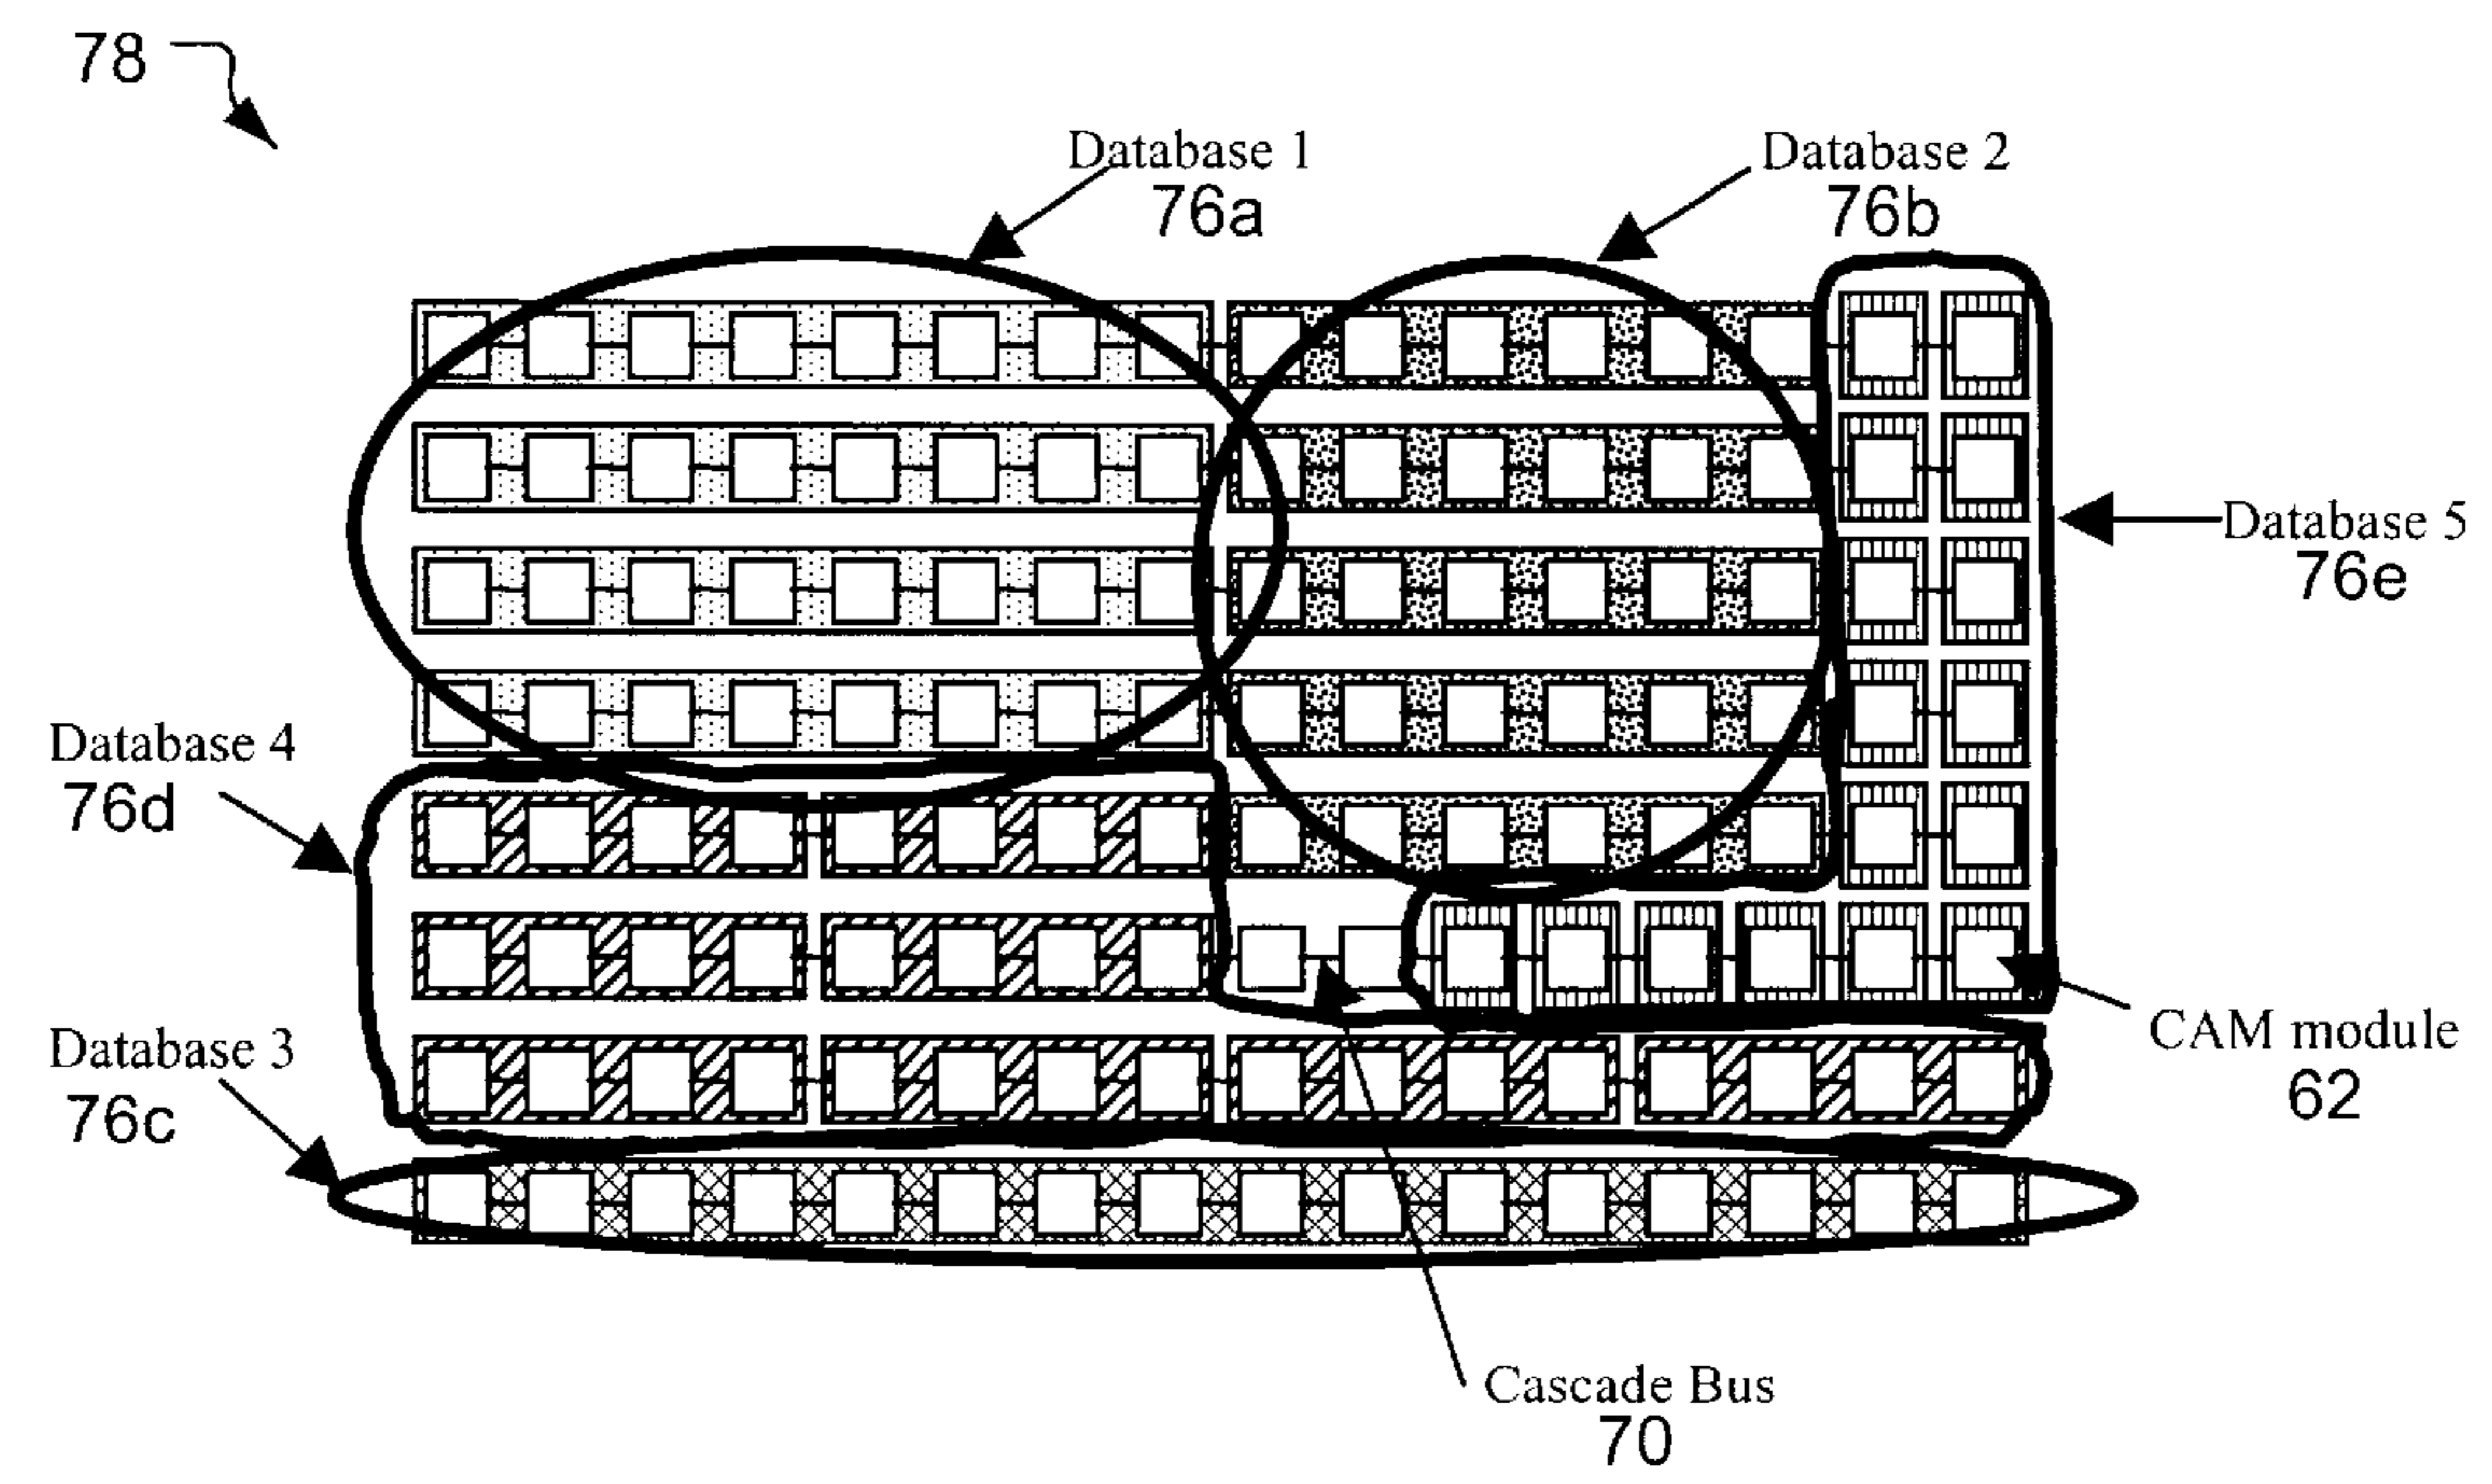 78
Database 1
76a
Database 2
76b
Database 5
76e
Database 4
76d
Database 3
76c
CAM module
62
Cascade Bus
70